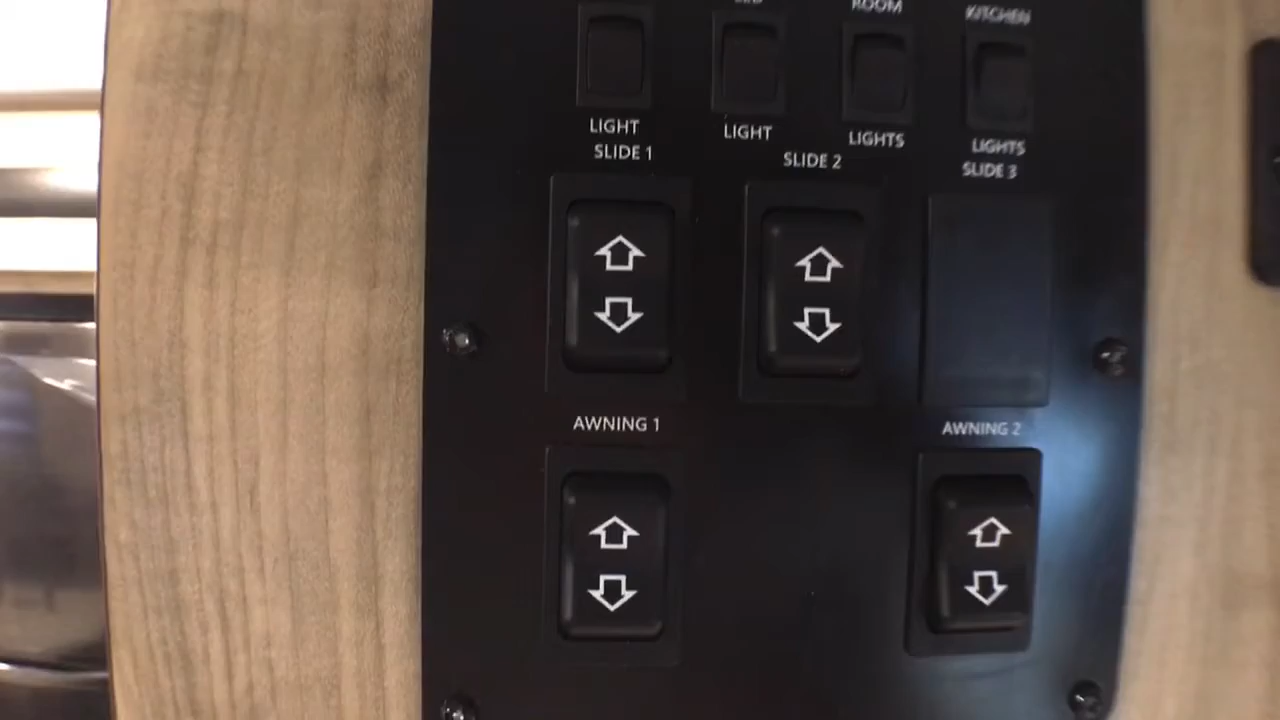 ROOM
KITCHEN
LIGHT
LIGHT
LIGHTS
LIGHTS
SLIDE 1
SLIDE 2
SLIDE 3
AWNING 1
AWNING 2